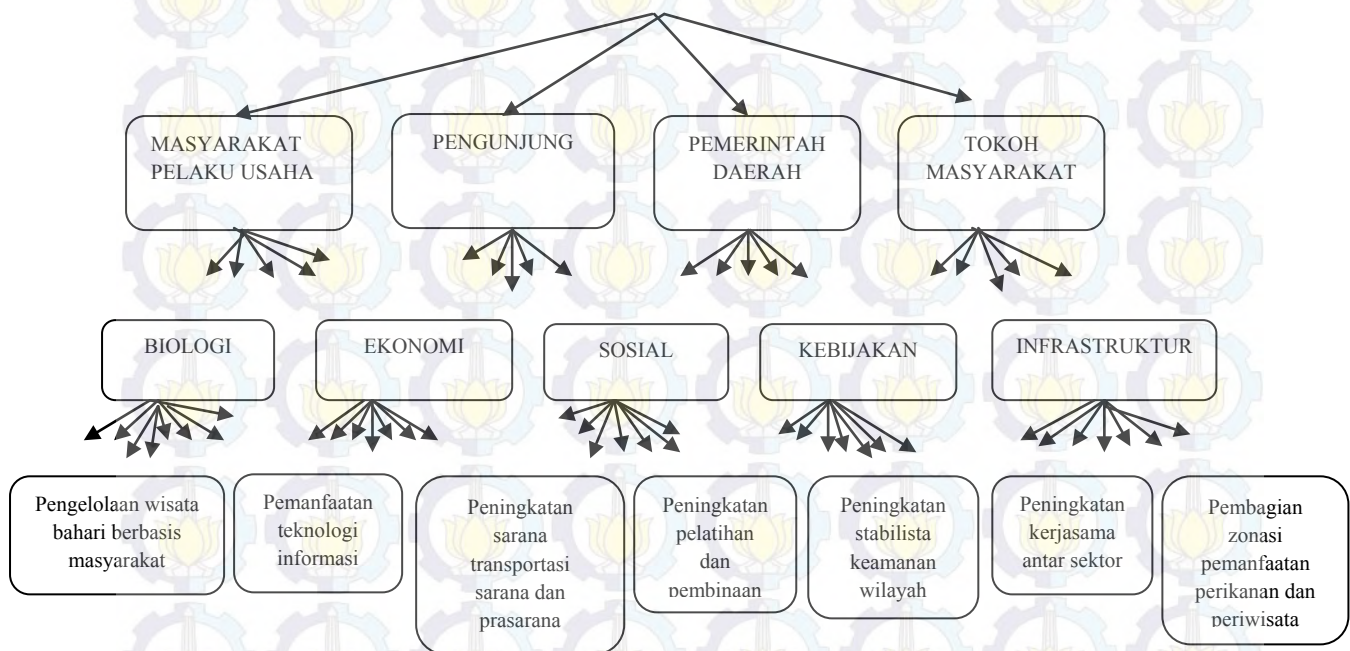 MASYARAKAT
PELAKU USAHA
PENGUNJUNG
PEMERINTAH
DAERAH
TOKOH
MASYARAKAT
BIOLOGI
EKONOMI
SOSIAL
KEBIJAKAN
INFRASTRUKTUR
Pengelolaan wisata
bahari berbasis
masyarakat
Pemanfaatan
teknologi
informasi
Peningkatan
sarana
transportasi
sarana dan
prasarana
Peningkatan
pelatihan
dan
pembinaan
Peningkatan
stabilista
keamanan
wilayah
Peningkatan
kerjasama
antar sektor
Pembagian
zonasi
pemanfaatan
perikanan dan
periwisata